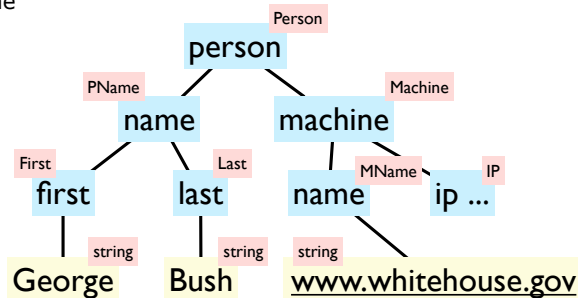 Person
person
PName Machine
name machine
First Last MName IP
first last name ip ...
string string string
George Bush www.whitehouse.gov